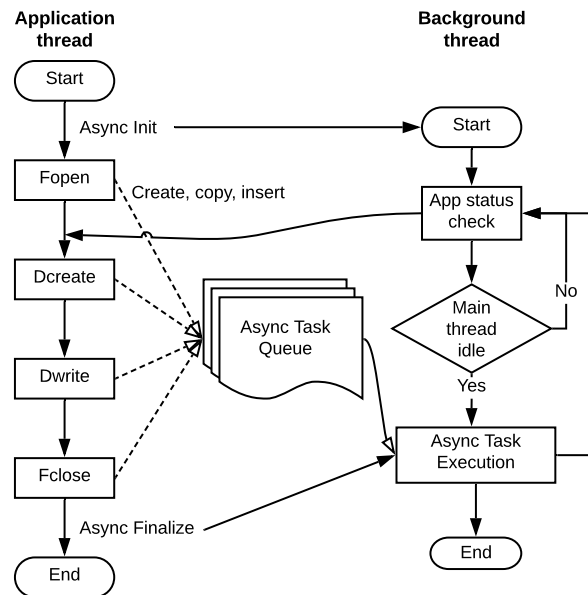 Application
thread
Background
thread
Start
Async Init
Start
Fopen
Create, copy, insert
App status
check
Dcreate
No
Main
thread
idle
Async Task
Queue
Dwrite
Yes
Async Task
Execution
Fclose
Async Finalize
End
End